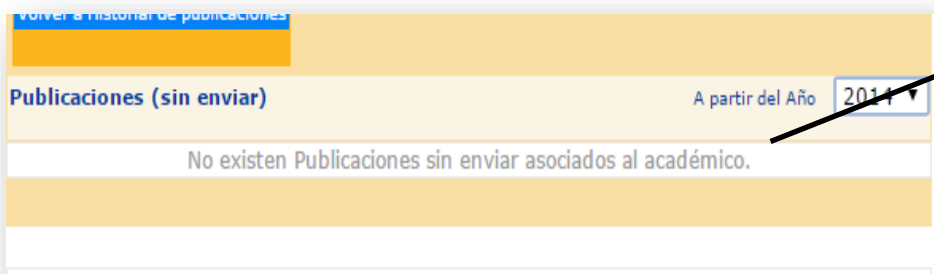 Volver a Historial de publicaciones
Publicaciones (sin enviar)
A partir del Año 2014
No existen Publicaciones sin enviar asociados al académico.